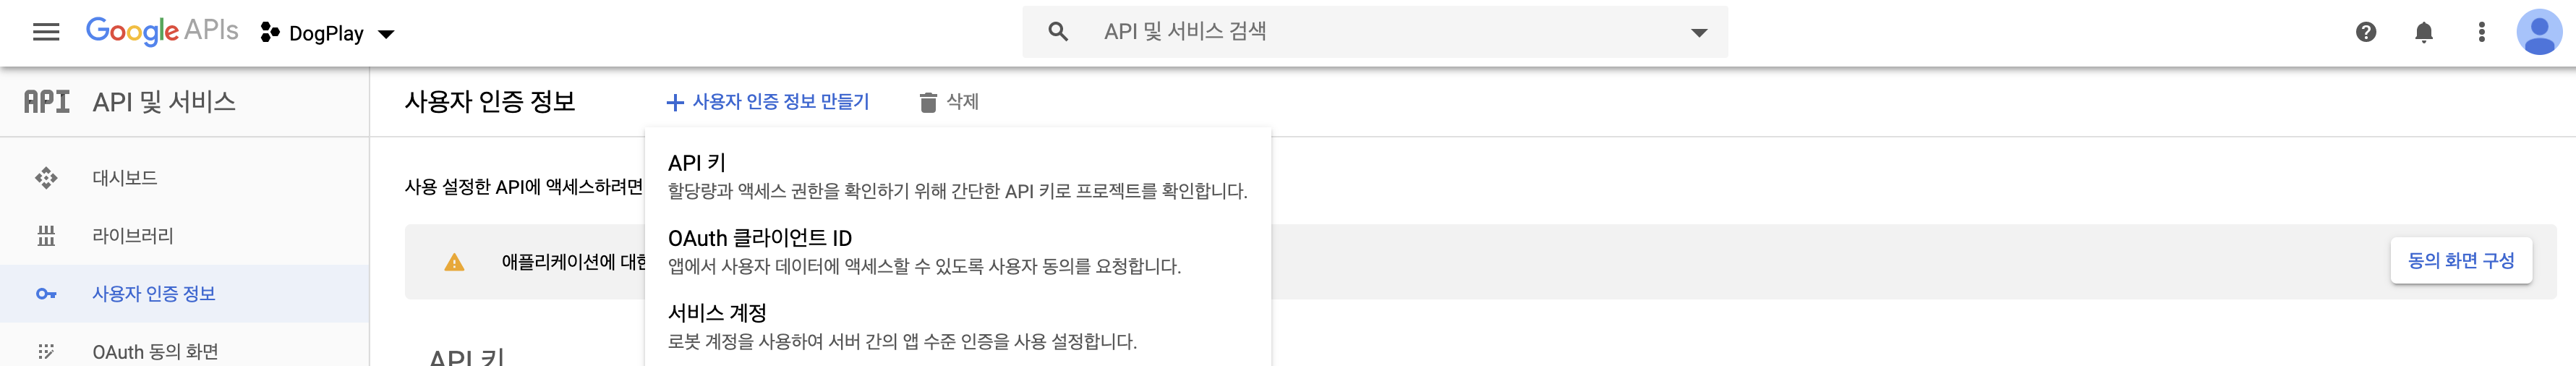 Google APIs
DogPlay
API 및 서비스 검색
API API 및 서비스
사용자 인증 정보
사용자 인증 정보 만들기
삭제
대시보드
라이브러리
사용자 인증 정보
OAuth 동의 화면
사용 설정한 API에 액세스하려면
애플리케이션에 대한
동의 화면 구성
API 키
API 키
할당량과 액세스 권한을 확인하기 위해 간단한 API 키로 프로젝트를 확인합니다.
OAuth 클라이언트 ID
앱에서 사용자 데이터에 액세스할 수 있도록 사용자 동의를 요청합니다.
서비스 계정
로봇 계정을 사용하여 서버 간의 앱 수준 인증을 사용 설정합니다.